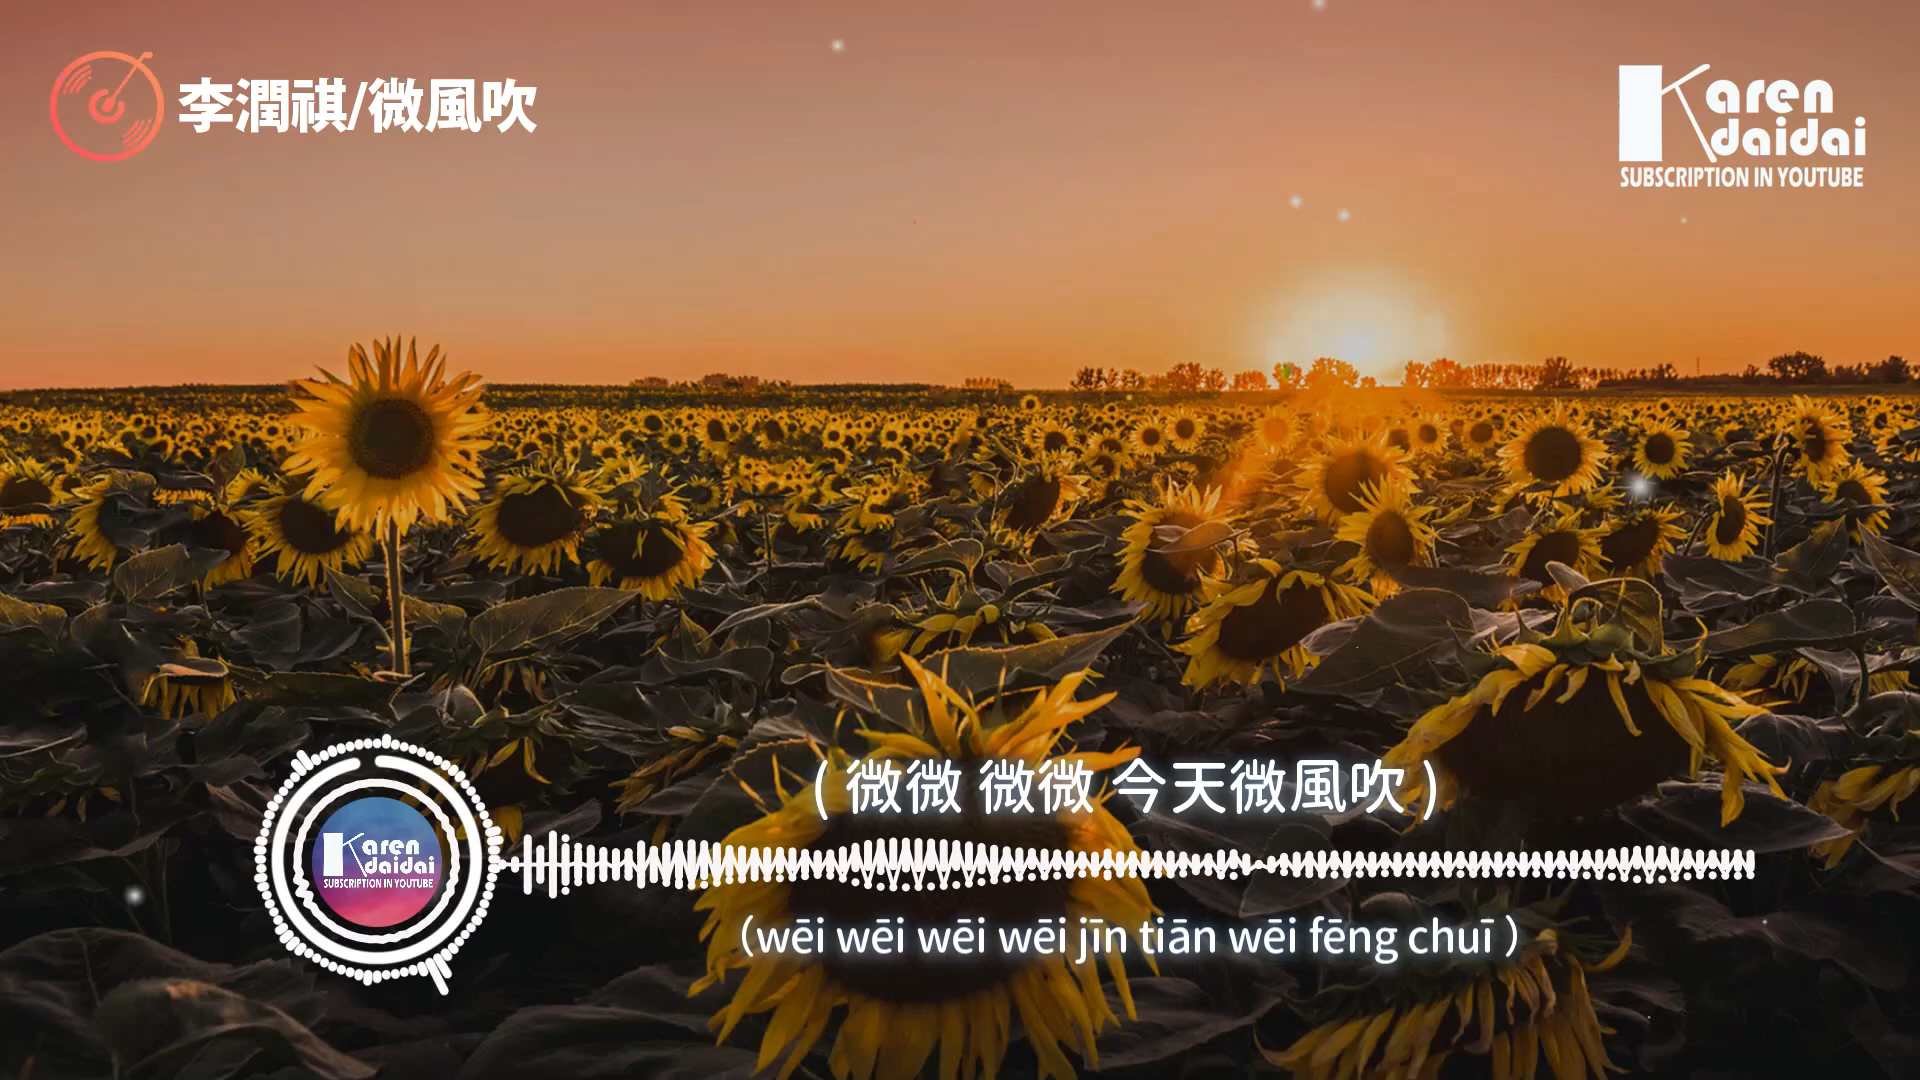 李潤祺/微風吹
Karen
daidai
SUBSCRIPTION IN YOUTUBE
( 微微 微微 今天微風吹 )
Karen
daidai
SUBSCRIPTION IN YOUTUBE
(wēi wēi wēi wēi jīn tiān wēi fēng chuī )